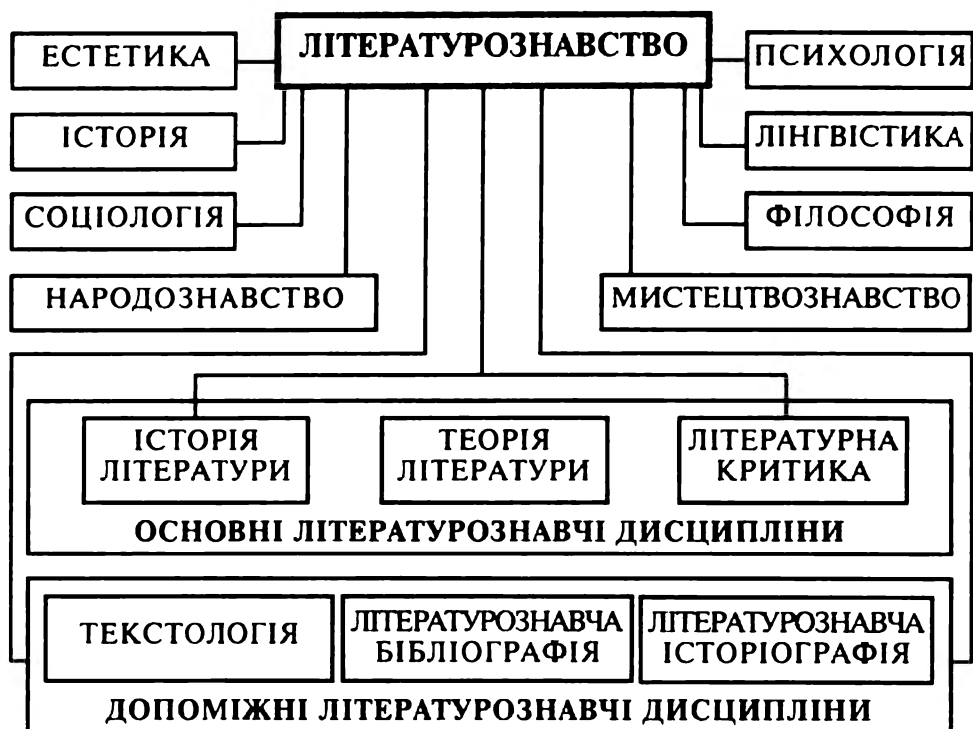 ЛІТЕРАТУРОЗНАВСТВО
ЕСТЕТИКА
ПСИХОЛОГІЯ
ІСТОРІЯ
ЛІНГВІСТИКА
СОЦІОЛОГІЯ
ФІЛОСОФІЯ
НАРОДОЗНАВСТВО
МИСТЕЦТВОЗНАВСТВО
ІСТОРІЯ
ЛІТЕРАТУРИ
ТЕОРІЯ
ЛІТЕРАТУРИ
ЛІТЕРАТУРНА
КРИТИКА
ОСНОВНІ ЛІТЕРАТУРОЗНАВЧІ ДИСЦИПЛІНИ
ТЕКСТОЛОГІЯ
ЛІТЕРАТУРОЗНАВЧА
БІБЛІОГРАФІЯ
ЛІТЕРАТУРОЗНАВЧА
ІСТОРІОГРАФІЯ
ДОПОМІЖНІ ЛІТЕРАТУРОЗНАВЧІ ДИСЦИПЛІНИ